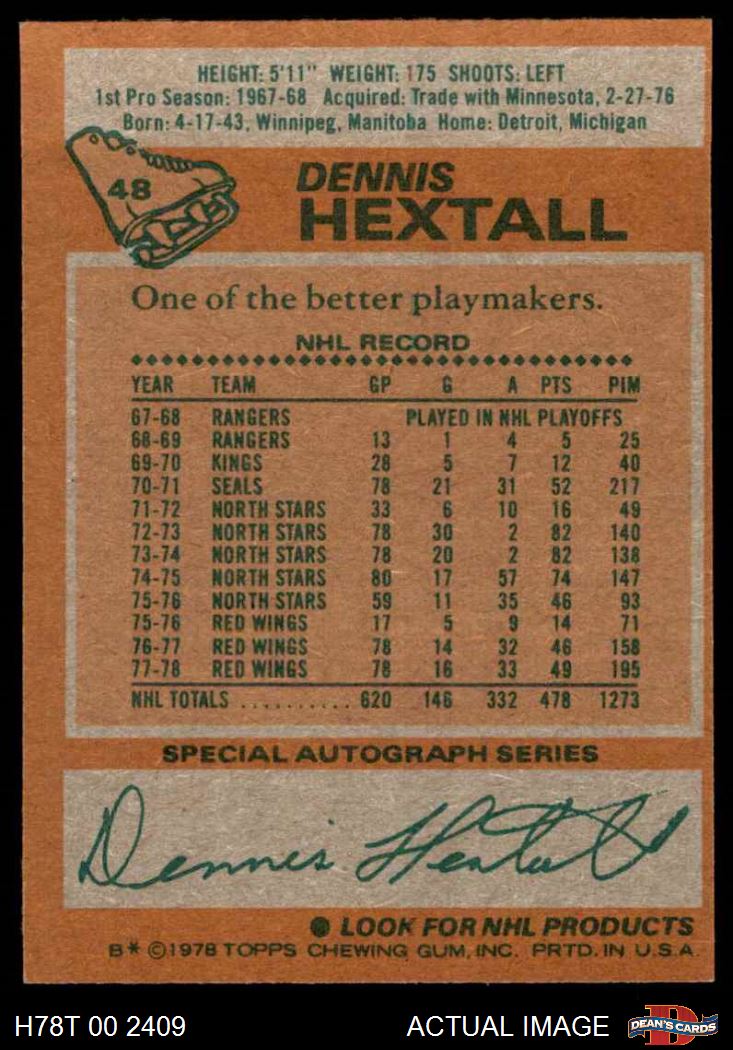 HEIGHT: 5'11" WEIGHT: 175 SHOOTS: LEFT
1st Pro Season: 1967-68 Acquired: Trade with Minnesota, 2-27-76
Born: 4-17-43, Winnipeg, Manitoba Home: Detroit, Michigan
48
DENNIS
HEXTALL
One of the better playmakers.
NHL RECORD
YEAR TEAM GP G A PTS PIM
67-68 RANGERS PLAYED IN NHL PLAYOFFS
68-69 RANGERS 13 1 4 5 25
69-70 KINGS 28 5 7 12 40
70-71 SEALS 78 21 31 52 217
71-72 NORTH STARS 33 6 10 16 49
72-73 NORTH STARS 78 30 2 82 140
73-74 NORTH STARS 78 20 2 82 138
74-75 NORTH STARS 80 17 57 74 147
75-76 NORTH STARS 59 11 35 46 93
75-76 RED WINGS 17 5 9 14 71
76-77 RED WINGS 78 14 32 46 158
77-78 RED WINGS 78 16 33 49 195
NHL TOTALS .......... 620 146 332 478 1273
SPECIAL AUTOGRAPH SERIES
Dennis Hextall
● LOOK FOR NHL PRODUCTS
B* ©1978 TOPPS CHEWING GUM, INC. PRTD. IN U.S.A.
H78T 00 2409 ACTUAL IMAGE D DEAN'S CARDS